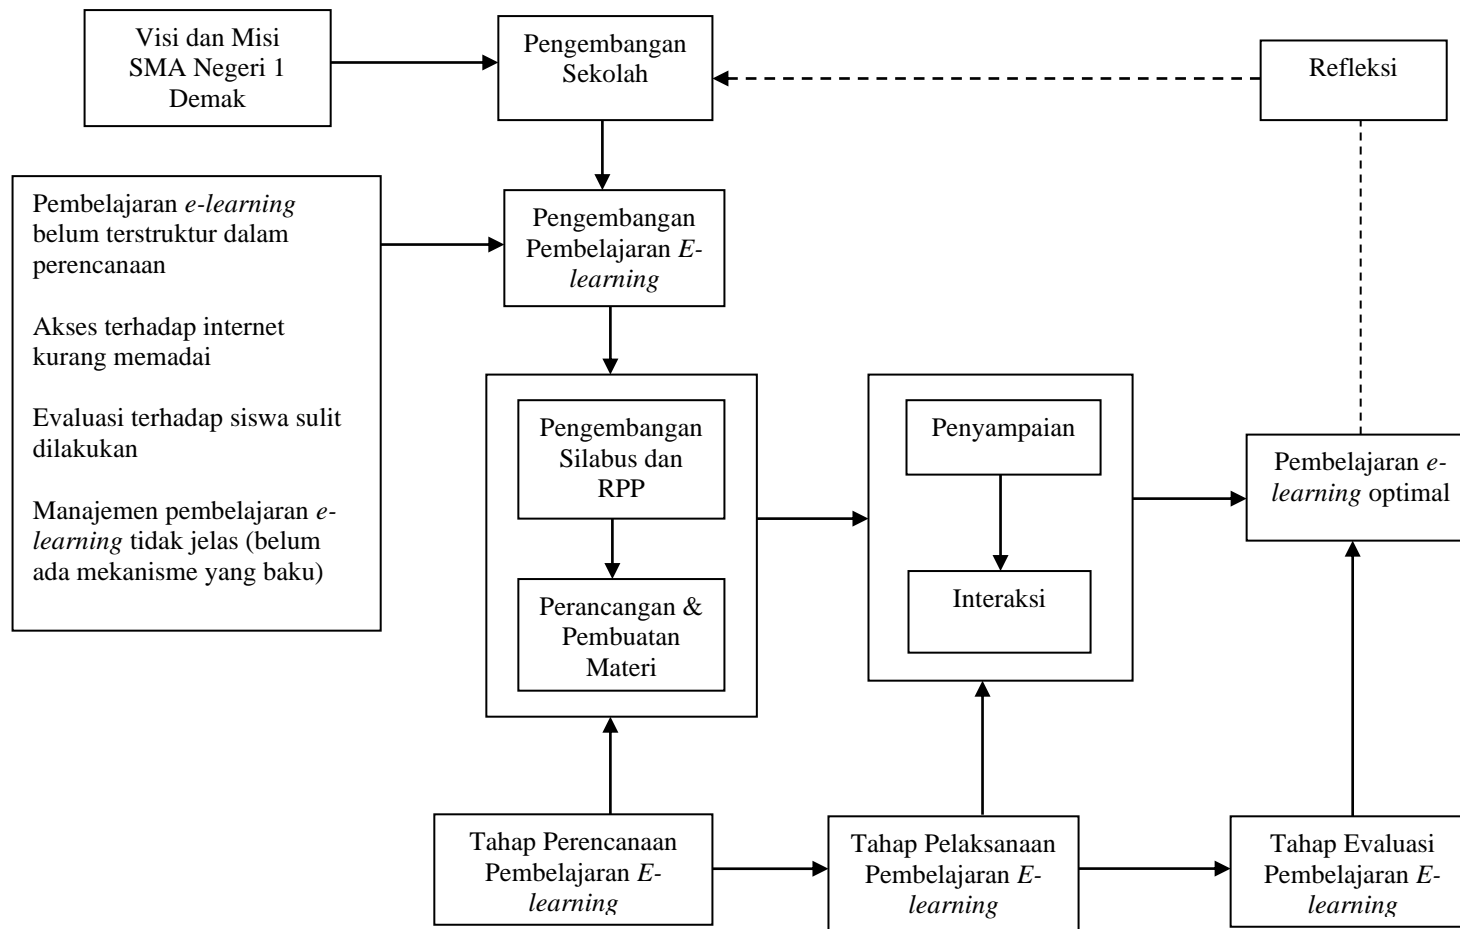 Visi dan Misi
SMA Negeri 1
Demak
Pengembangan
Sekolah
Refleksi
Pembelajaran e-learning
belum terstruktur dalam
perencanaan
Akses terhadap internet
kurang memadai
Evaluasi terhadap siswa sulit
dilakukan
Manajemen pembelajaran e-
learning tidak jelas (belum
ada mekanisme yang baku)
Pengembangan
Pembelajaran E-
learning
Pengembangan
Silabus dan
RPP
Perancangan &
Pembuatan
Materi
Penyampaian
Interaksi
Pembelajaran e-
learning optimal
Tahap Perencanaan
Pembelajaran E-
learning
Tahap Pelaksanaan
Pembelajaran E-
learning
Tahap Evaluasi
Pembelajaran E-
learning